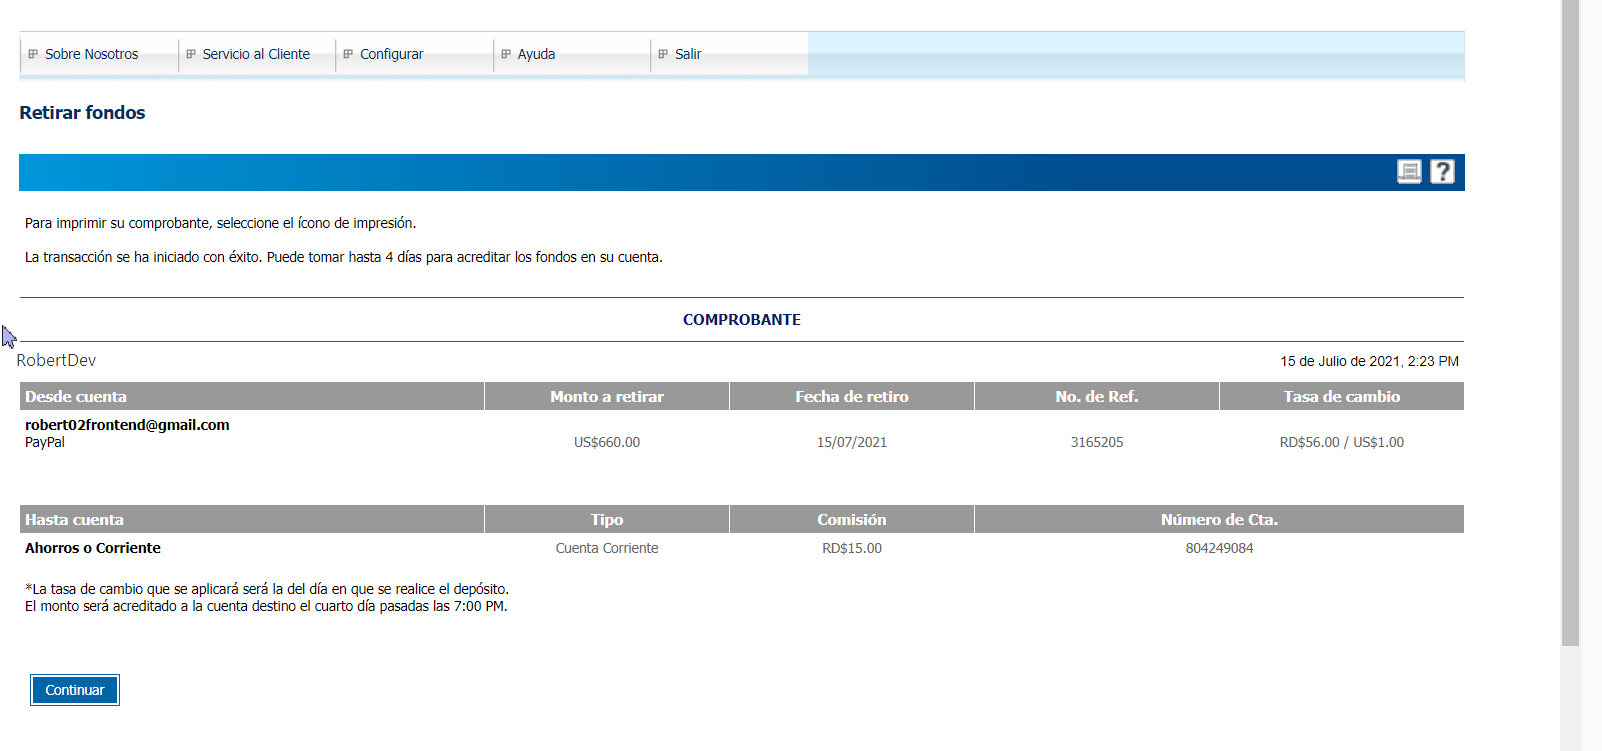 Sobre Nosotros Servicio al Cliente Configurar Ayuda Salir
Retirar fondos
?
Para imprimir su comprobante, seleccione el ícono de impresión.
La transacción se ha iniciado con éxito. Puede tomar hasta 4 días para acreditar los fondos en su cuenta.
COMPROBANTE
RobertDev 15 de Julio de 2021, 2:23 PM
Desde cuenta Monto a retirar Fecha de retiro No. de Ref. Tasa de cambio
robert02frontend@gmail.com
PayPal US$660.00 15/07/2021 3165205 RD$56.00 / US$1.00
Hasta cuenta Tipo Comisión Número de Cta.
Ahorros o Corriente Cuenta Corriente RD$15.00 804249084
*La tasa de cambio que se aplicará será la del día en que se realice el depósito.
El monto será acreditado a la cuenta destino el cuarto día pasadas las 7:00 PM.
Continuar